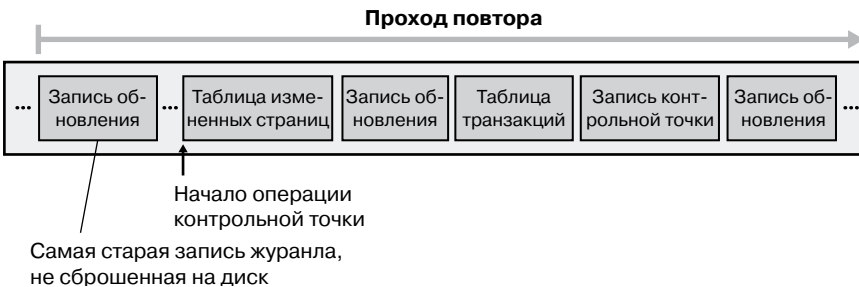 Проход повтора
... Запись об- ... Таблица изме- Запись об- Таблица Запись конт- Запись об- ...
новления ненных страниц новления транзакций рольной точки новления
Начало операции
контрольной точки
Самая старая запись журанла,
не сброшенная на диск